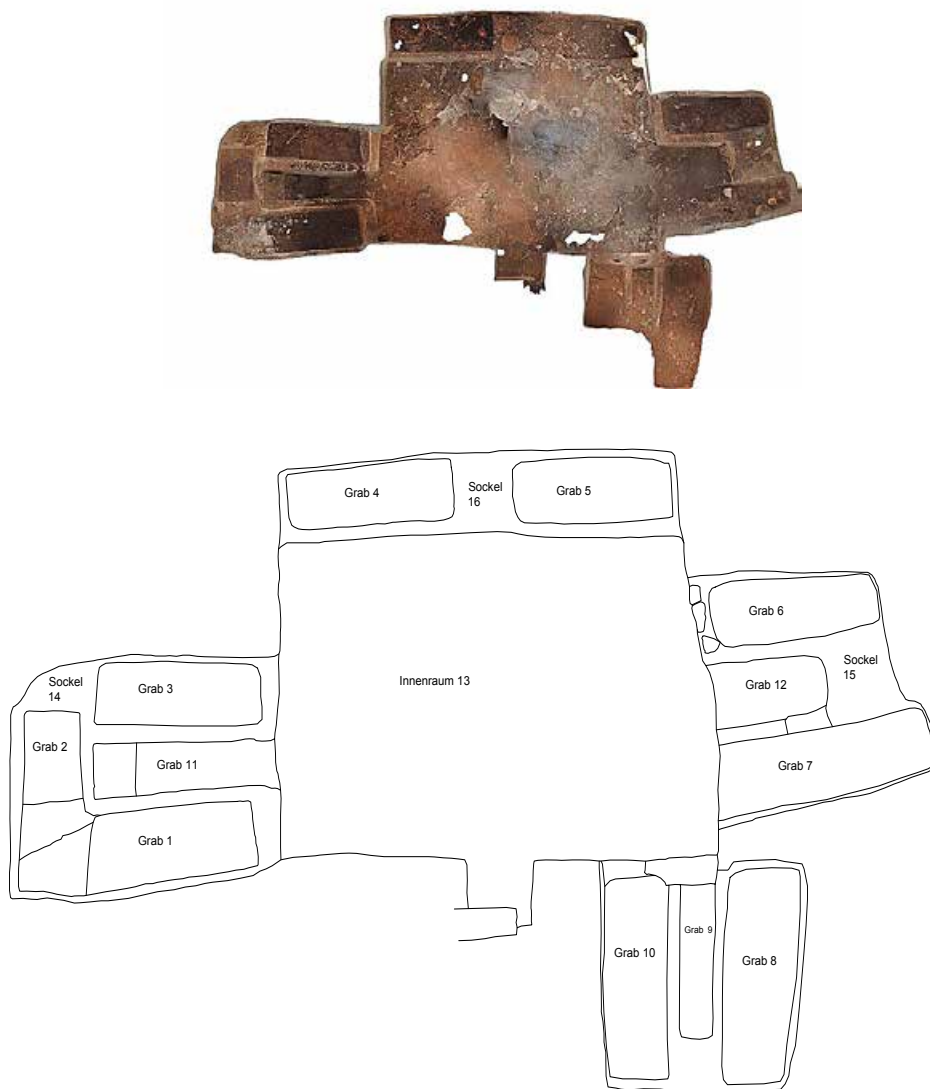 Grab 4
Sockel
16
Grab 5
Grab 6
Sockel
14
Grab 3
Innenraum 13
Grab 12
Sockel
15
Grab 2
Grab 11
Grab 7
Grab 1
Grab 10
Grab 9
Grab 8